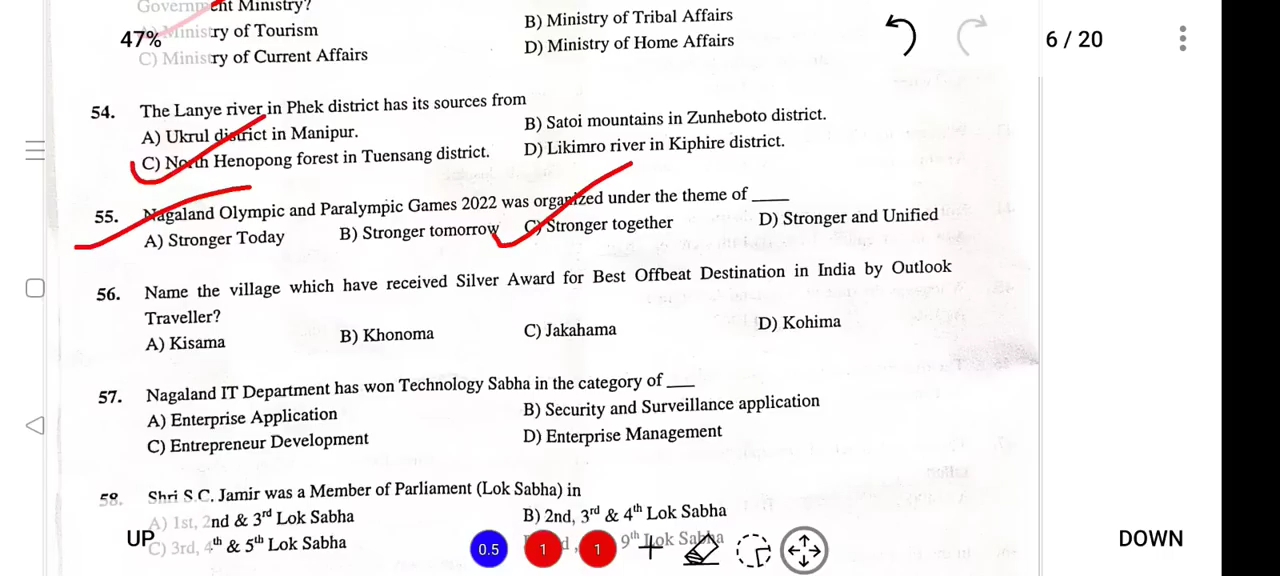 Government Ministry?
47%
A) Ministry of Tourism
B) Ministry of Tribal Affairs
C) Ministry of Current Affairs
D) Ministry of Home Affairs
6 / 20
54. The Lanye river in Phek district has its sources from
A) Ukrul district in Manipur.
B) Satoi mountains in Zunheboto district.
C) North Henopong forest in Tuensang district.
D) Likimro river in Kiphire district.
55. Nagaland Olympic and Paralympic Games 2022 was organized under the theme of ____
A) Stronger Today B) Stronger tomorrow C) Stronger together D) Stronger and Unified
56. Name the village which have received Silver Award for Best Offbeat Destination in India by Outlook
Traveller?
A) Kisama B) Khonoma C) Jakahama D) Kohima
57. Nagaland IT Department has won Technology Sabha in the category of ___
A) Enterprise Application
B) Security and Surveillance application
C) Entrepreneur Development
D) Enterprise Management
58. Shri S.C. Jamir was a Member of Parliament (Lok Sabha) in
A) 1st, 2nd & 3rd Lok Sabha
B) 2nd, 3rd & 4th Lok Sabha
C) 3rd, 4th & 5th Lok Sabha
9th Lok Sabha
UP
0.5
1
1
DOWN